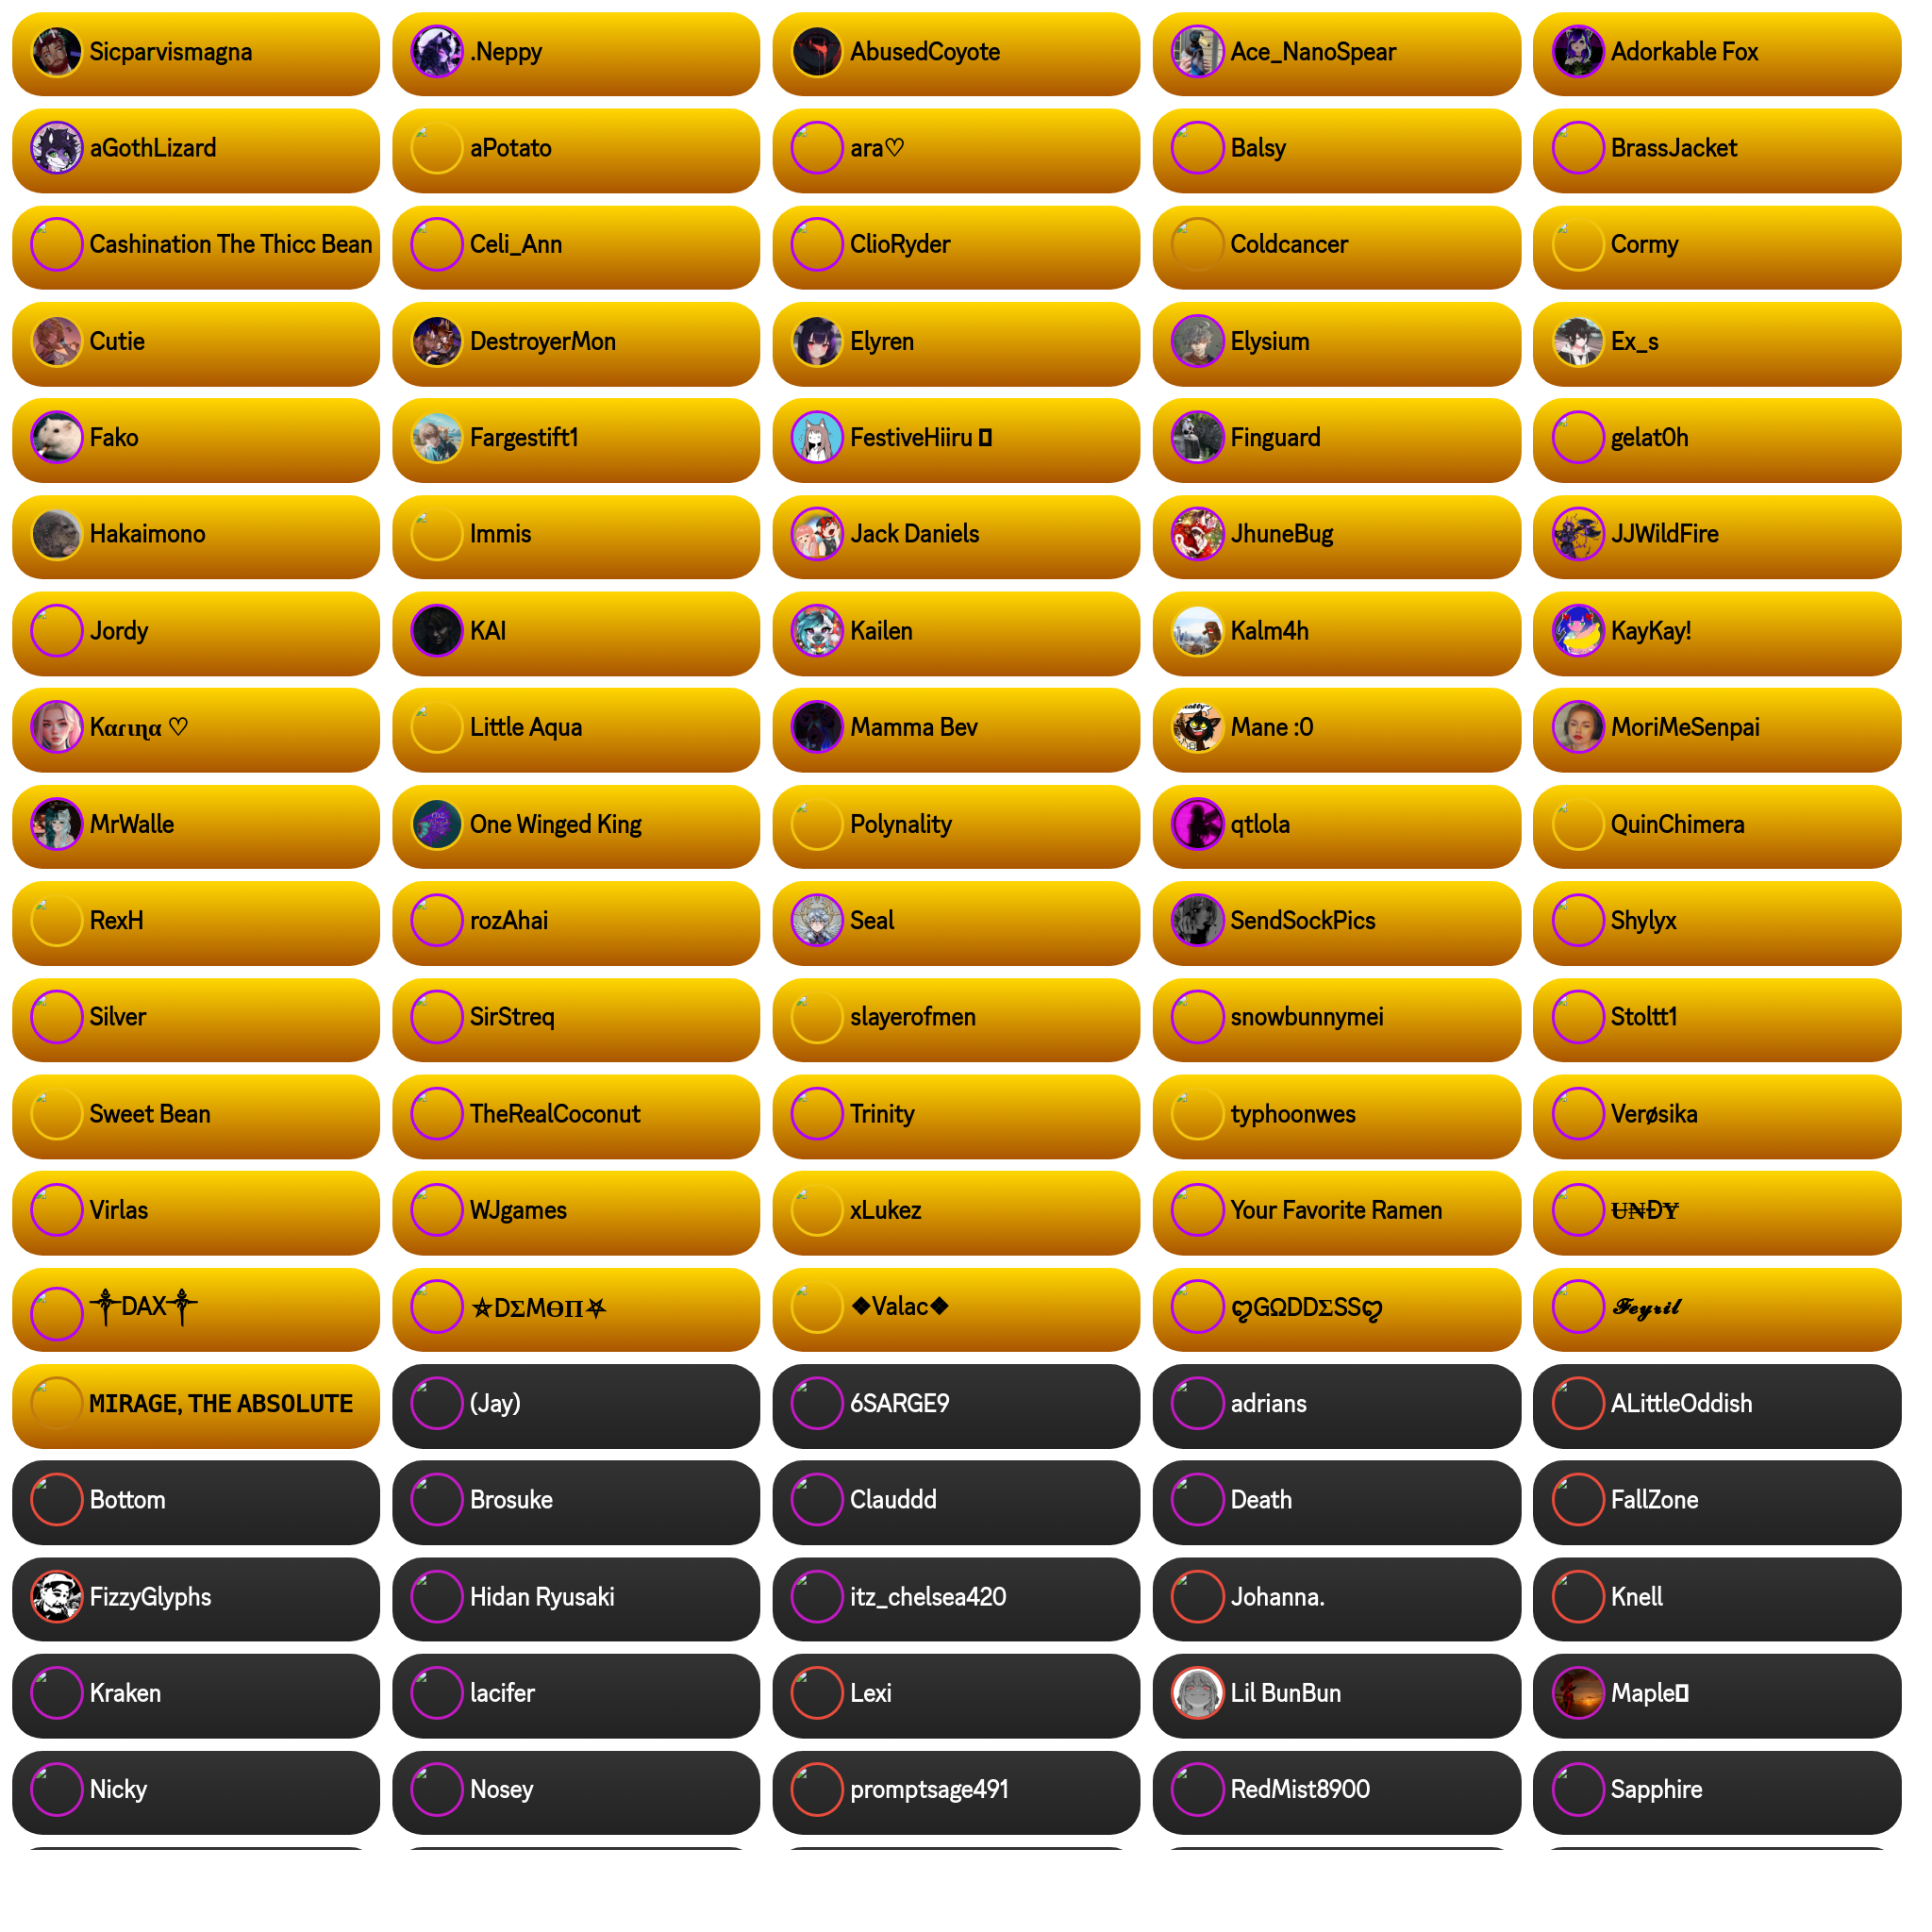 Sicparvismagna
.Neppy
AbusedCoyote
Ace_NanoSpear
Adorkable Fox
aGothLizard
aPotato
ara♡
Balsy
BrassJacket
Cashination The Thicc Bean
Celi_Ann
ClioRyder
Coldcancer
Cormy
Cutie
DestroyerMon
Elyren
Elysium
Ex_s
Fako
Fargestift1
FestiveHiiru
Finguard
gelat0h
Hakaimono
Immis
Jack Daniels
JhuneBug
JJWildFire
Jordy
KAI
Kailen
Kalm4h
KayKay!
Kαɾιɳα ♡
Little Aqua
Mamma Bev
Mane :0
MoriMeSenpai
MrWalle
One Winged King
Polynality
qtlola
QuinChimera
RexH
rozAhai
Seal
SendSockPics
Shylyx
Silver
SirStreq
slayerofmen
snowbunnymei
Stoltt1
Sweet Bean
TheRealCoconut
Trinity
typhoonwes
Verøsika
Virlas
WJgames
xLukez
Your Favorite Ramen
U̶₦ĐɎ
༒DAX༒
⛤DΣMӨП⛧
❖Valac❖
ღGΩDDΣSSღ
𝓕𝓮𝔂𝓻𝓲𝓵
𝗠𝗜𝗥𝗔𝗚𝗘, 𝗧𝗛𝗘 𝗔𝗕𝗦𝗢𝗟𝗨𝗧𝗘
(Jay)
6SARGE9
adrians
ALittleOddish
Bottom
Brosuke
Clauddd
Death
FallZone
FizzyGlyphs
Hidan Ryusaki
itz_chelsea420
Johanna.
Knell
Kraken
lacifer
Lexi
Lil BunBun
Maple
Nicky
Nosey
promptsage491
RedMist8900
Sapphire